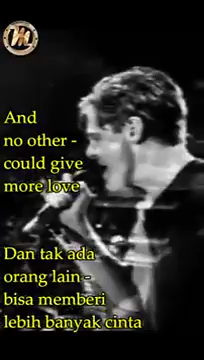 And
no other -
could give
more love
Dan tak ada
orang lain -
bisa memberi
lebih banyak cinta